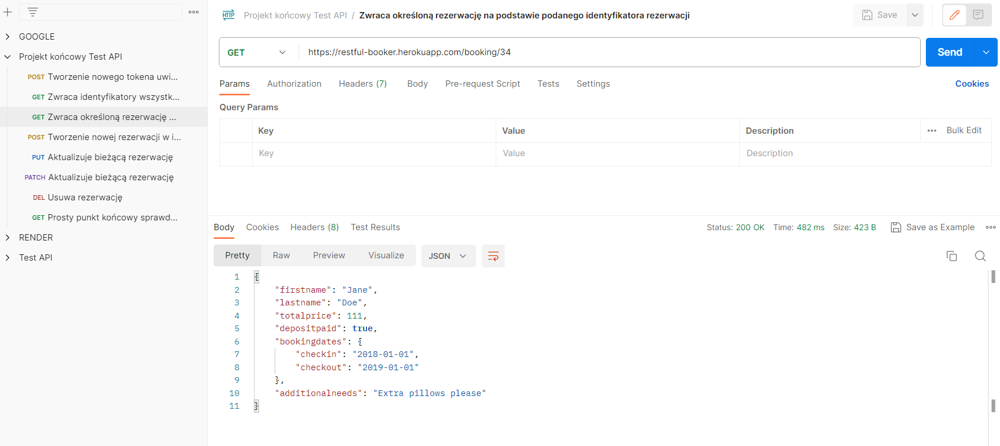 GOOGLE
Projekt końcowy Test API
POST Tworzenie nowego tokena uwi...
GET Zwraca identyfikatory wszystk...
GET Zwraca określoną rezerwację ...
POST Tworzenie nowej rezerwacji w i...
PUT Aktualizuje bieżącą rezerwację
PATCH Aktualizuje bieżącą rezerwację
DEL Usuwa rezerwację
GET Prosty punkt końcowy sprawd...
RENDER
Test API
HTTP Projekt końcowy Test API / Zwraca określoną rezerwację na podstawie podanego identyfikatora rezerwacji
Save
GET https://restful-booker.herokuapp.com/booking/34 Send
Params Authorization Headers (7) Body Pre-request Script Tests Settings Cookies
Query Params
Key Value Description Bulk Edit
Key Value Description
Body Cookies Headers (8) Test Results Status: 200 OK Time: 482 ms Size: 423 B Save as Example
Pretty Raw Preview Visualize JSON
1 {
2 "firstname": "Jane",
3 "lastname": "Doe",
4 "totalprice": 111,
5 "depositpaid": true,
6 "bookingdates": {
7 "checkin": "2018-01-01",
8 "checkout": "2019-01-01"
9 },
10 "additionalneeds": "Extra pillows please"
11 }